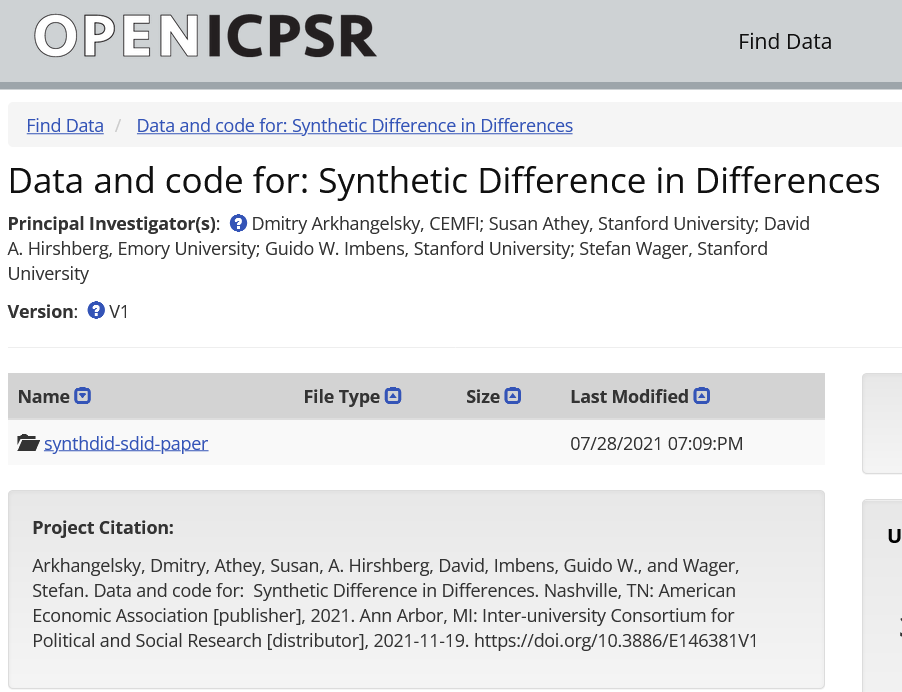 OPENICPSR
Find Data
Find Data / Data and code for: Synthetic Difference in Differences
Data and code for: Synthetic Difference in Differences
Principal Investigator(s): ? Dmitry Arkhangelsky, CEMFI; Susan Athey, Stanford University; David
A. Hirshberg, Emory University; Guido W. Imbens, Stanford University; Stefan Wager, Stanford
University
Version: ? V1
Name File Type Size Last Modified
synthdid-sdid-paper 07/28/2021 07:09:PM
Project Citation:
Arkhangelsky, Dmitry, Athey, Susan, A. Hirshberg, David, Imbens, Guido W., and Wager,
Stefan. Data and code for:  Synthetic Difference in Differences. Nashville, TN: American
Economic Association [publisher], 2021. Ann Arbor, MI: Inter-university Consortium for
Political and Social Research [distributor], 2021-11-19. https://doi.org/10.3886/E146381V1
U